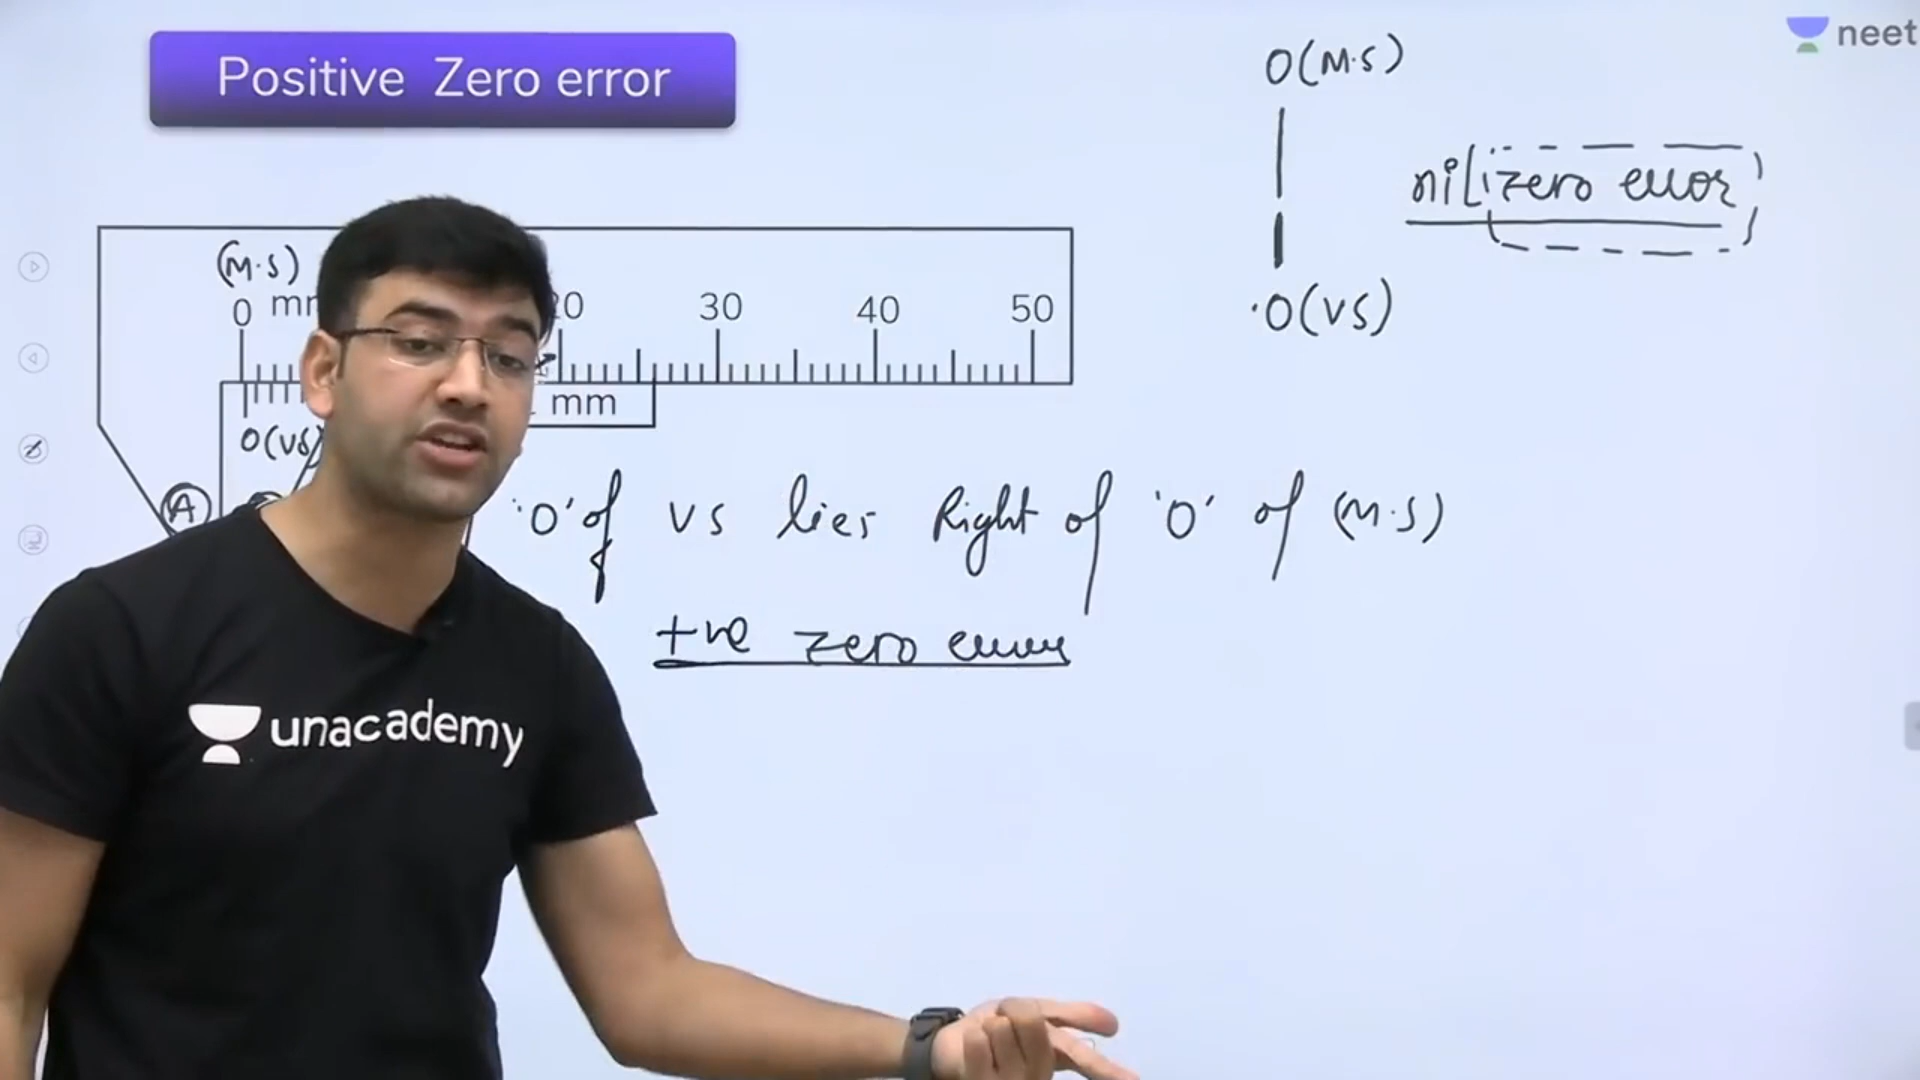 Positive Zero error
neet
0(M·S)
nil zero error
0(VS)
(M·S)
0 20 30 40 50
mm
0(VS)
A
'0' of VS lies Right of '0' of (M·S)
+ve zero error
unacademy